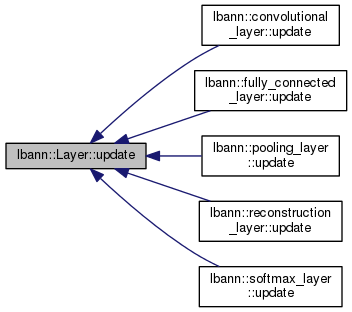 lbann::convolutional
_layer::update
lbann::fully_connected
_layer::update
lbann::Layer::update
lbann::pooling_layer
::update
lbann::reconstruction
_layer::update
lbann::softmax_layer
::update